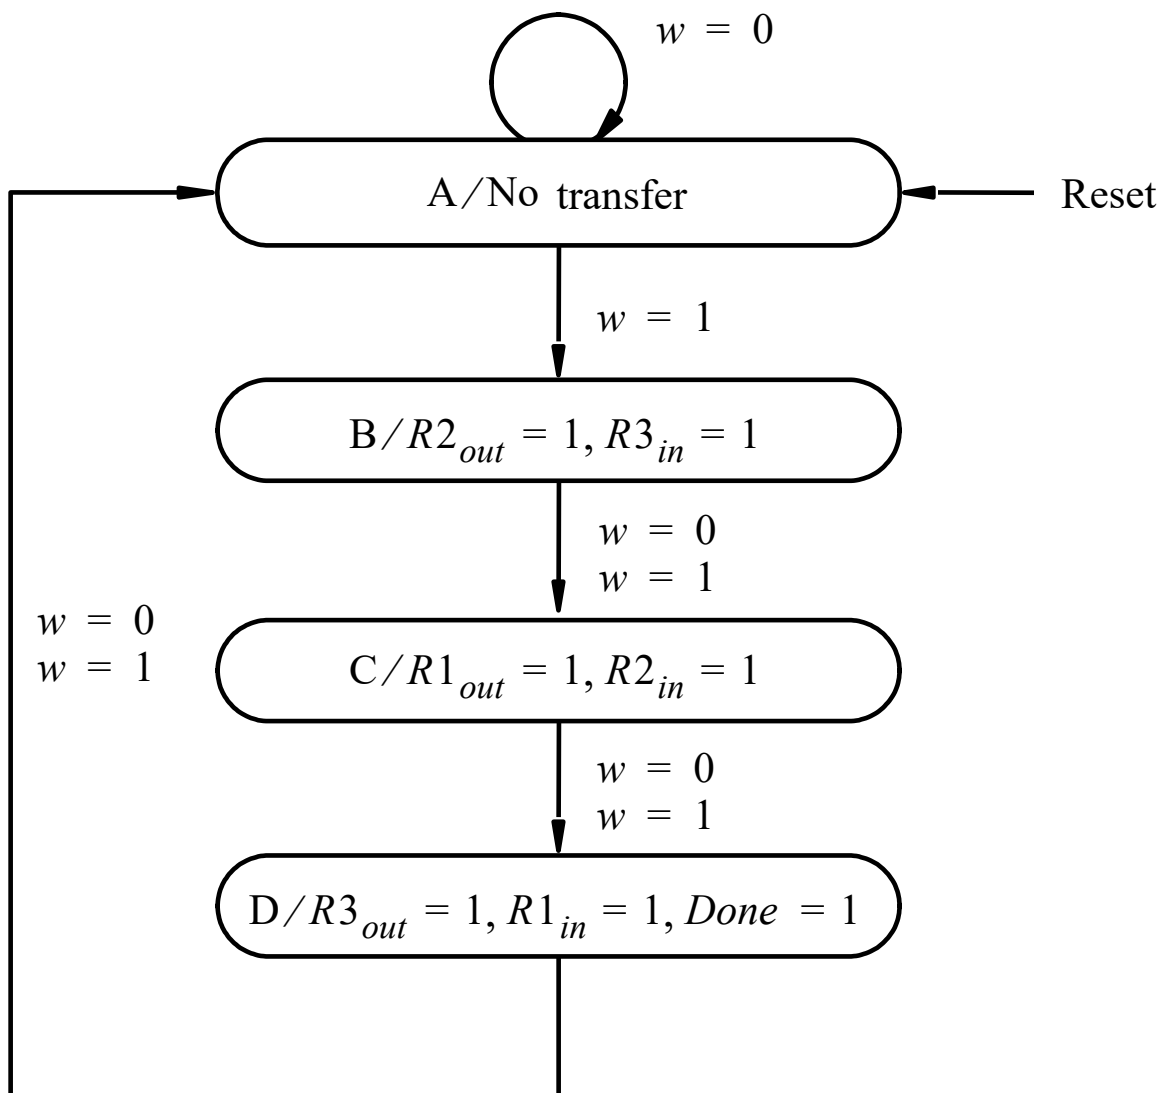 w = 0
A/No transfer
Reset
w = 1
B/R2out = 1, R3in = 1
w = 0
w = 1
w = 0
w = 1
C/R1out = 1, R2in = 1
w = 0
w = 1
D/R3out = 1, R1in = 1, Done = 1